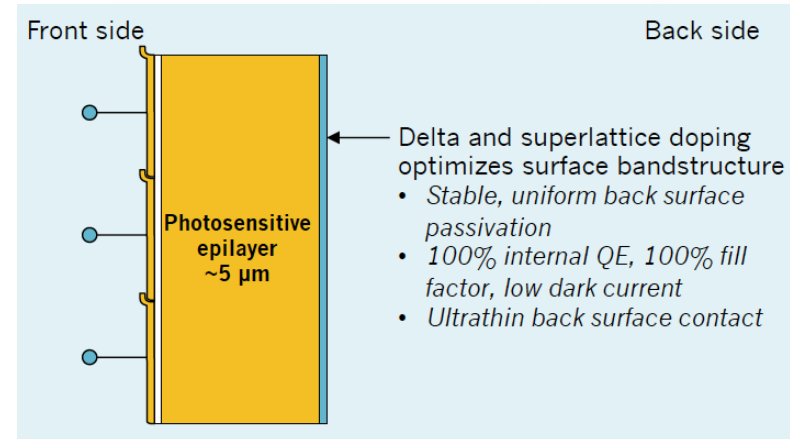 Front side
Back side
Photosensitive
epilayer
~5 µm
Delta and superlattice doping
optimizes surface bandstructure
• Stable, uniform back surface
passivation
• 100% internal QE, 100% fill
factor, low dark current
• Ultrathin back surface contact